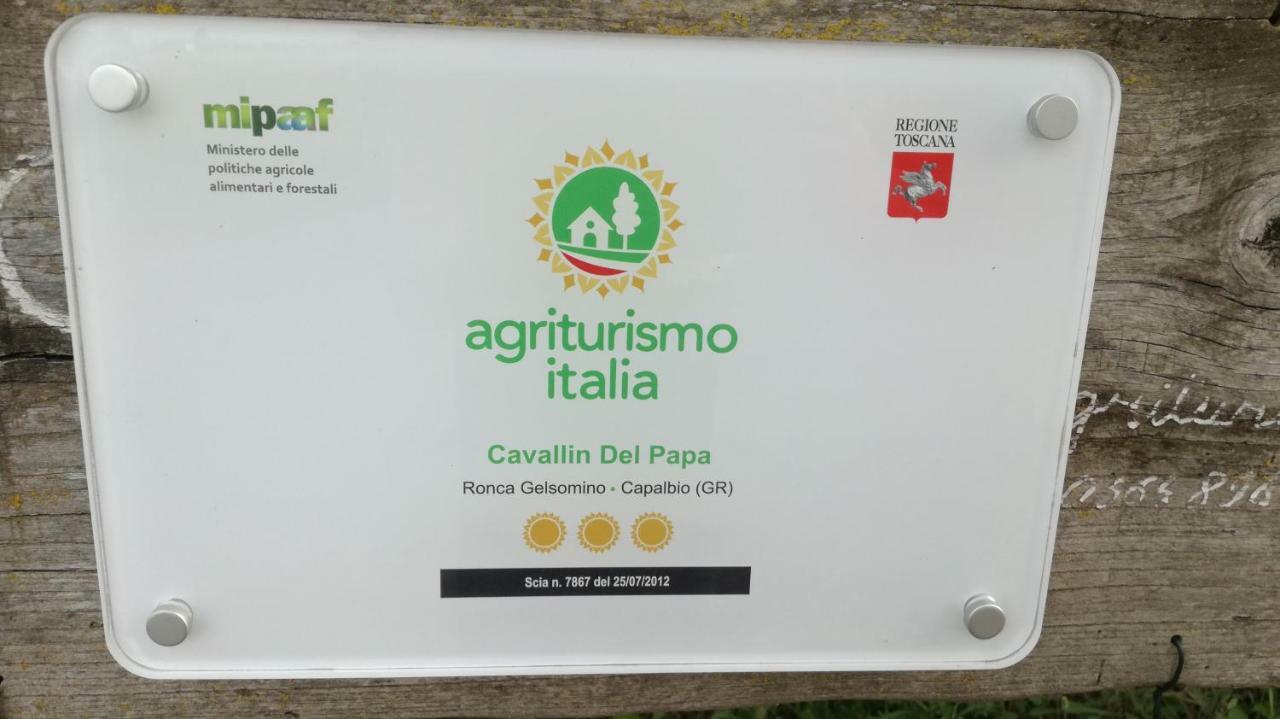 mipaaf
Ministero delle
politiche agricole
alimentari e forestali
REGIONE
TOSCANA
agriturismo
italia
Cavallin Del Papa
Ronca Gelsomino • Capalbio (GR)
Scia n. 7867 del 25/07/2012